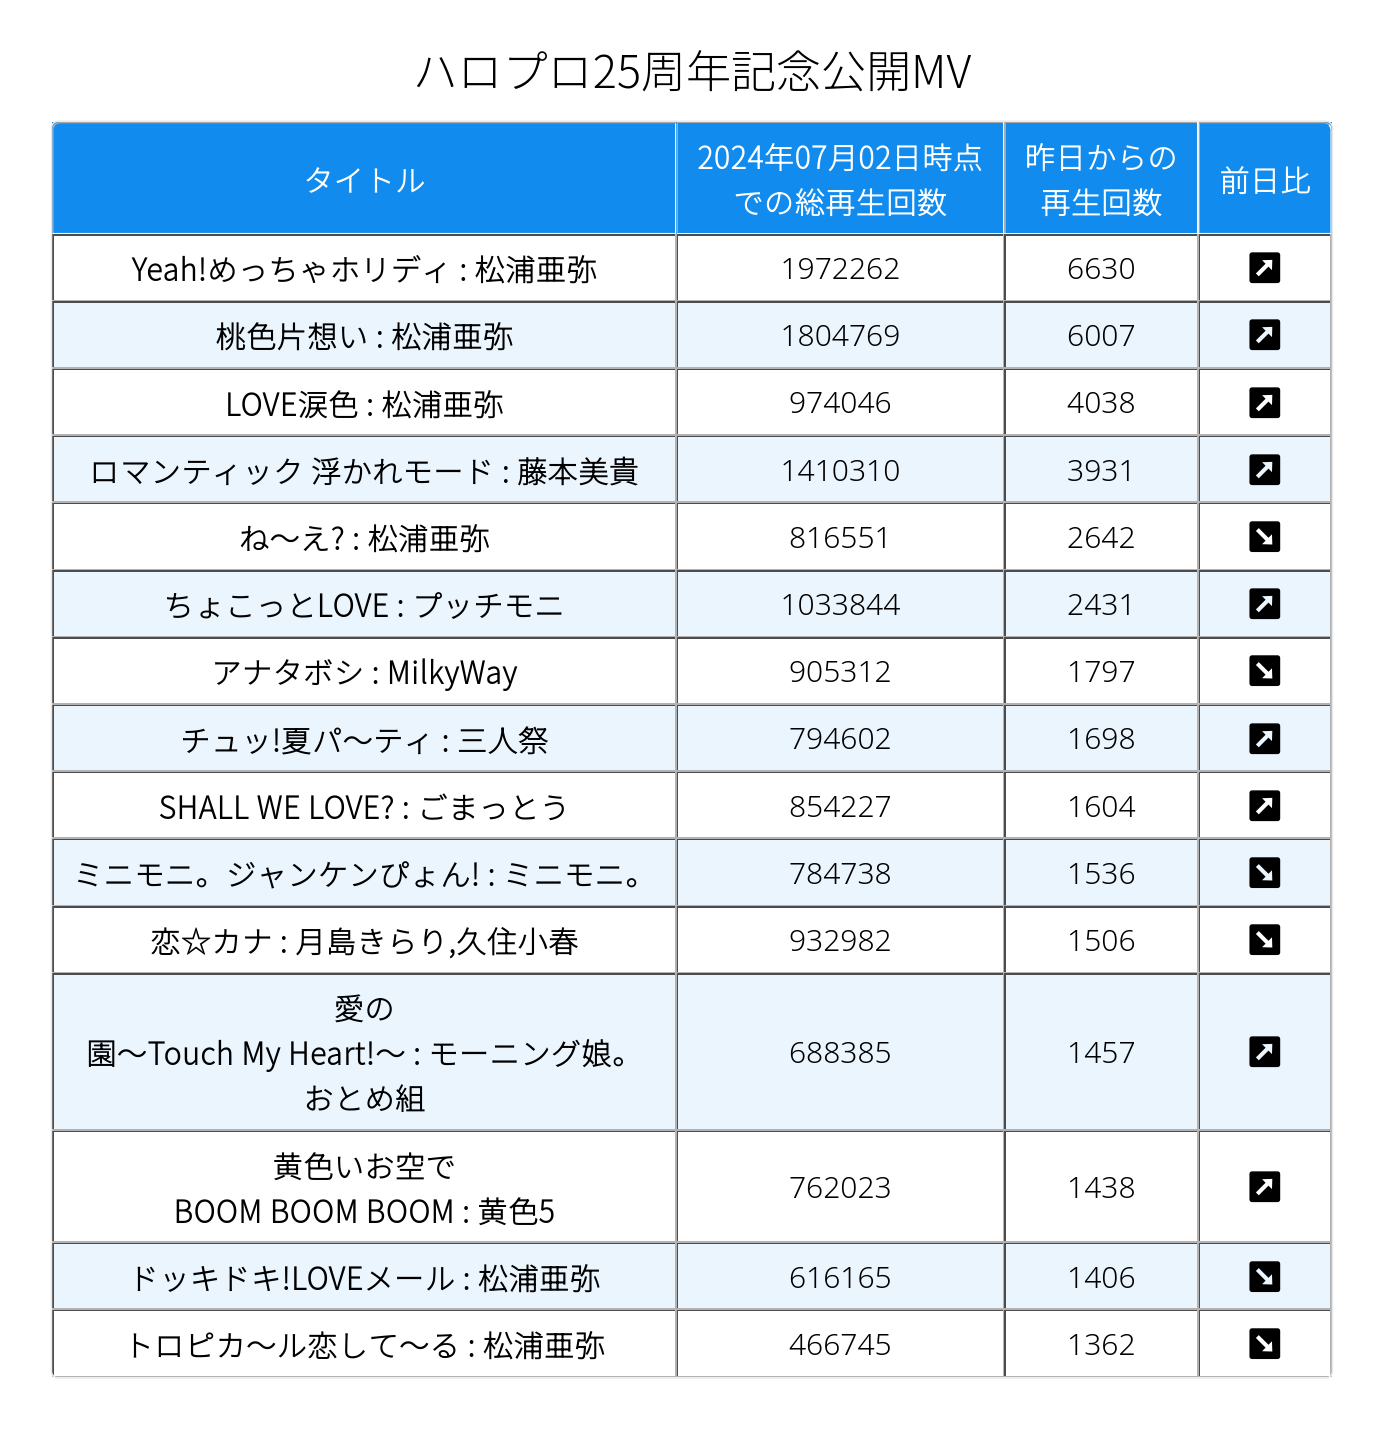 ハロプロ25周年記念公開MV
タイトル
2024年07月02日時点
での総再生回数
昨日からの
再生回数
前日比
Yeah!めっちゃホリディ : 松浦亜弥 1972262 6630
桃色片想い : 松浦亜弥 1804769 6007
LOVE涙色 : 松浦亜弥 974046 4038
ロマンティック 浮かれモード : 藤本美貴 1410310 3931
ね〜え? : 松浦亜弥 816551 2642
ちょこっとLOVE : プッチモニ 1033844 2431
アナタボシ : MilkyWay 905312 1797
チュッ!夏パ〜ティ : 三人祭 794602 1698
SHALL WE LOVE? : ごまっとう 854227 1604
ミニモニ。ジャンケンぴょん! : ミニモニ。 784738 1536
恋☆カナ : 月島きらり,久住小春 932982 1506
愛の
園〜Touch My Heart!〜 : モーニング娘。 688385 1457
おとめ組
黄色いお空で
BOOM BOOM BOOM : 黄色5 762023 1438
ドッキドキ!LOVEメール : 松浦亜弥 616165 1406
トロピカ〜ル恋して〜る : 松浦亜弥 466745 1362